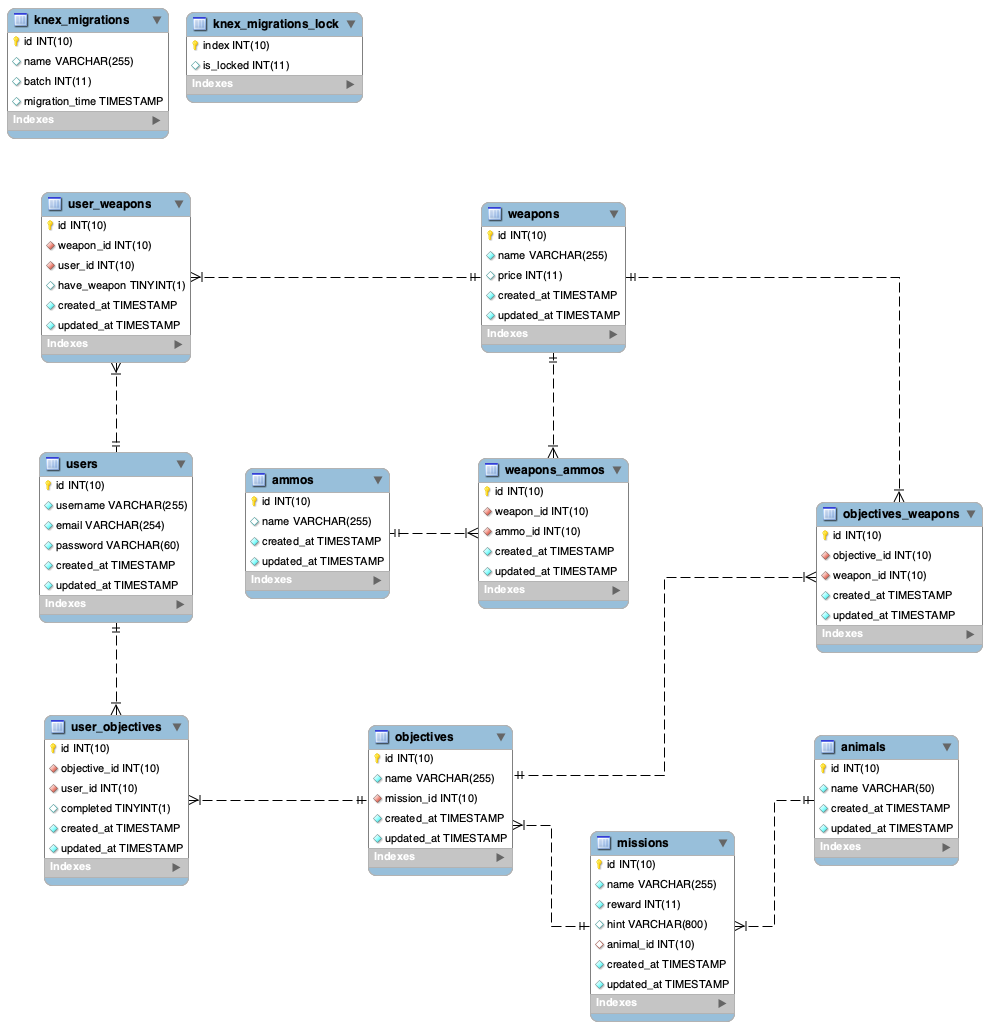 knex_migrations
id INT(10)
name VARCHAR(255)
batch INT(11)
migration_time TIMESTAMP
Indexes
knex_migrations_lock
index INT(10)
is_locked INT(11)
Indexes
user_weapons
id INT(10)
weapon_id INT(10)
user_id INT(10)
have_weapon TINYINT(1)
created_at TIMESTAMP
updated_at TIMESTAMP
Indexes
weapons
id INT(10)
name VARCHAR(255)
price INT(11)
created_at TIMESTAMP
updated_at TIMESTAMP
Indexes
users
id INT(10)
username VARCHAR(255)
email VARCHAR(254)
password VARCHAR(60)
created_at TIMESTAMP
updated_at TIMESTAMP
Indexes
ammos
id INT(10)
name VARCHAR(255)
created_at TIMESTAMP
updated_at TIMESTAMP
Indexes
weapons_ammos
id INT(10)
weapon_id INT(10)
ammo_id INT(10)
created_at TIMESTAMP
updated_at TIMESTAMP
Indexes
objectives_weapons
id INT(10)
objective_id INT(10)
weapon_id INT(10)
created_at TIMESTAMP
updated_at TIMESTAMP
Indexes
user_objectives
id INT(10)
objective_id INT(10)
user_id INT(10)
completed TINYINT(1)
created_at TIMESTAMP
updated_at TIMESTAMP
Indexes
objectives
id INT(10)
name VARCHAR(255)
mission_id INT(10)
created_at TIMESTAMP
updated_at TIMESTAMP
Indexes
animals
id INT(10)
name VARCHAR(50)
created_at TIMESTAMP
updated_at TIMESTAMP
Indexes
missions
id INT(10)
name VARCHAR(255)
reward INT(11)
hint VARCHAR(800)
animal_id INT(10)
created_at TIMESTAMP
updated_at TIMESTAMP
Indexes